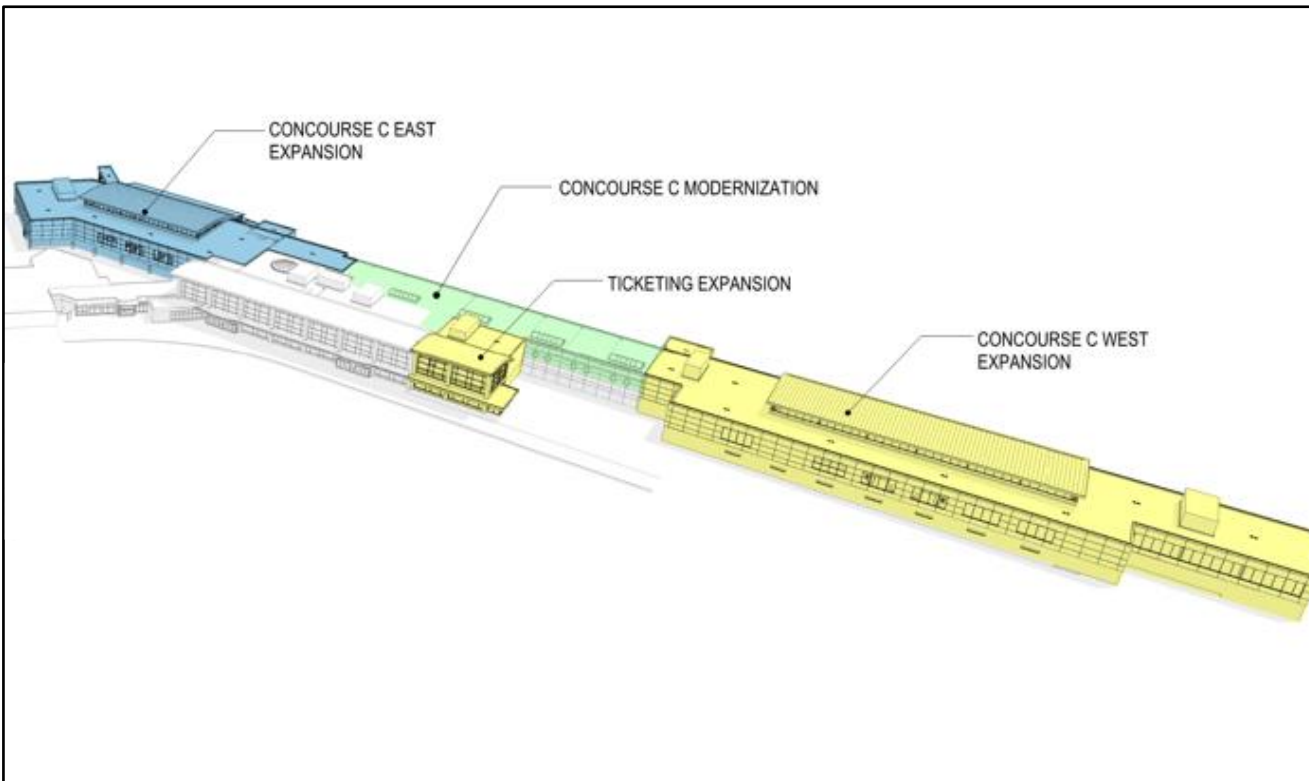 CONCOURSE C EAST
EXPANSION
CONCOURSE C MODERNIZATION
TICKETING EXPANSION
CONCOURSE C WEST
EXPANSION